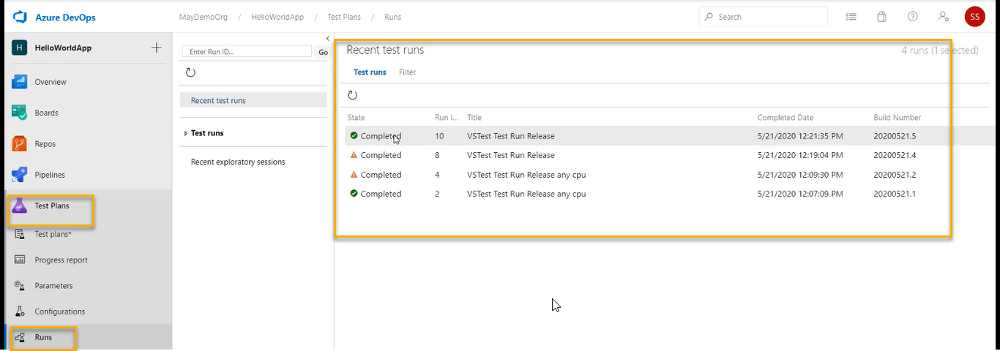 Azure DevOps
MayDemoOrg / HelloWorldApp / Test Plans / Runs
Search
SS
H HelloWorldApp
Overview
Boards
Repos
Pipelines
Test Plans
Test plans*
Progress report
Parameters
Configurations
Runs
Enter Run ID... Go
Recent test runs
Test runs
Recent exploratory sessions
Recent test runs
4 runs (1 selected)
Test runs Filter
State Run I... Title Completed Date Build Number
Completed 10 VSTest Test Run Release 5/21/2020 12:21:35 PM 20200521.5
Completed 8 VSTest Test Run Release 5/21/2020 12:19:04 PM 20200521.4
Completed 4 VSTest Test Run Release any cpu 5/21/2020 12:09:30 PM 20200521.2
Completed 2 VSTest Test Run Release any cpu 5/21/2020 12:07:09 PM 20200521.1